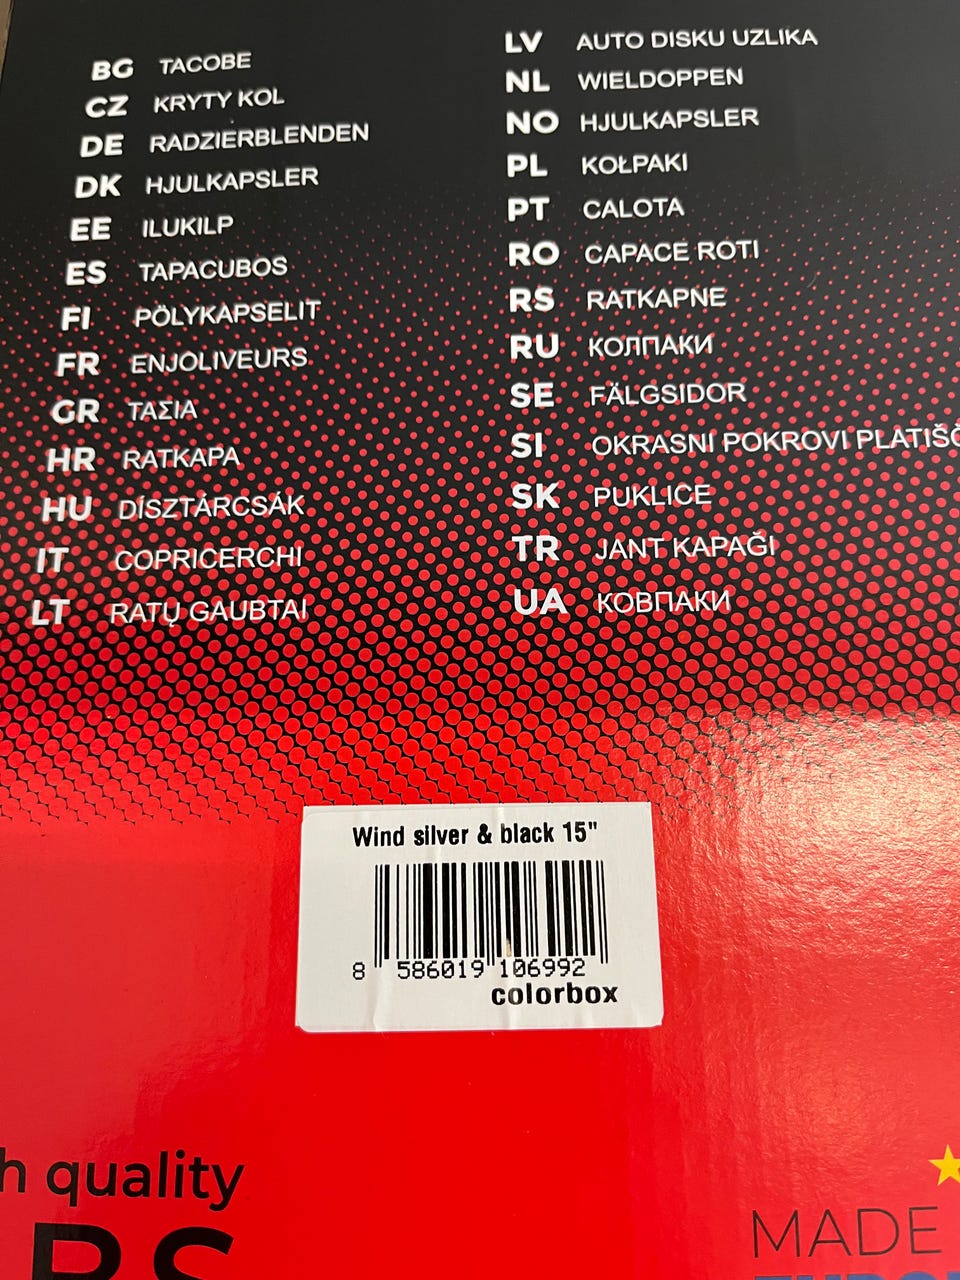 BG TACOBE
CZ KRYTY KOL
DE RADZIERBLENDEN
DK HJULKAPSLER
EE ILUKILP
ES TAPACUBOS
FI PÖLYKAPSELIT
FR ENJOLIVEURS
GR ΤΑΣΙΑ
HR RATKAPA
HU DÍSZTÁRCSÁK
IT COPRICERCHI
LT RATŲ GAUBTAI
LV AUTO DISKU UZLIKA
NL WIELDOPPEN
NO HJULKAPSLER
PL KOŁPAKI
PT CALOTA
RO CAPACE ROTI
RS RATKAPNE
RU КОЛПАКИ
SE FÄLGSIDOR
SI OKRASNI POKROVI PLATIŠČ
SK PUKLICE
TR JANT KAPAĞI
UA КОВПАКИ
Wind silver & black 15"
8 586019 106992
colorbox
h quality
RS
MADE